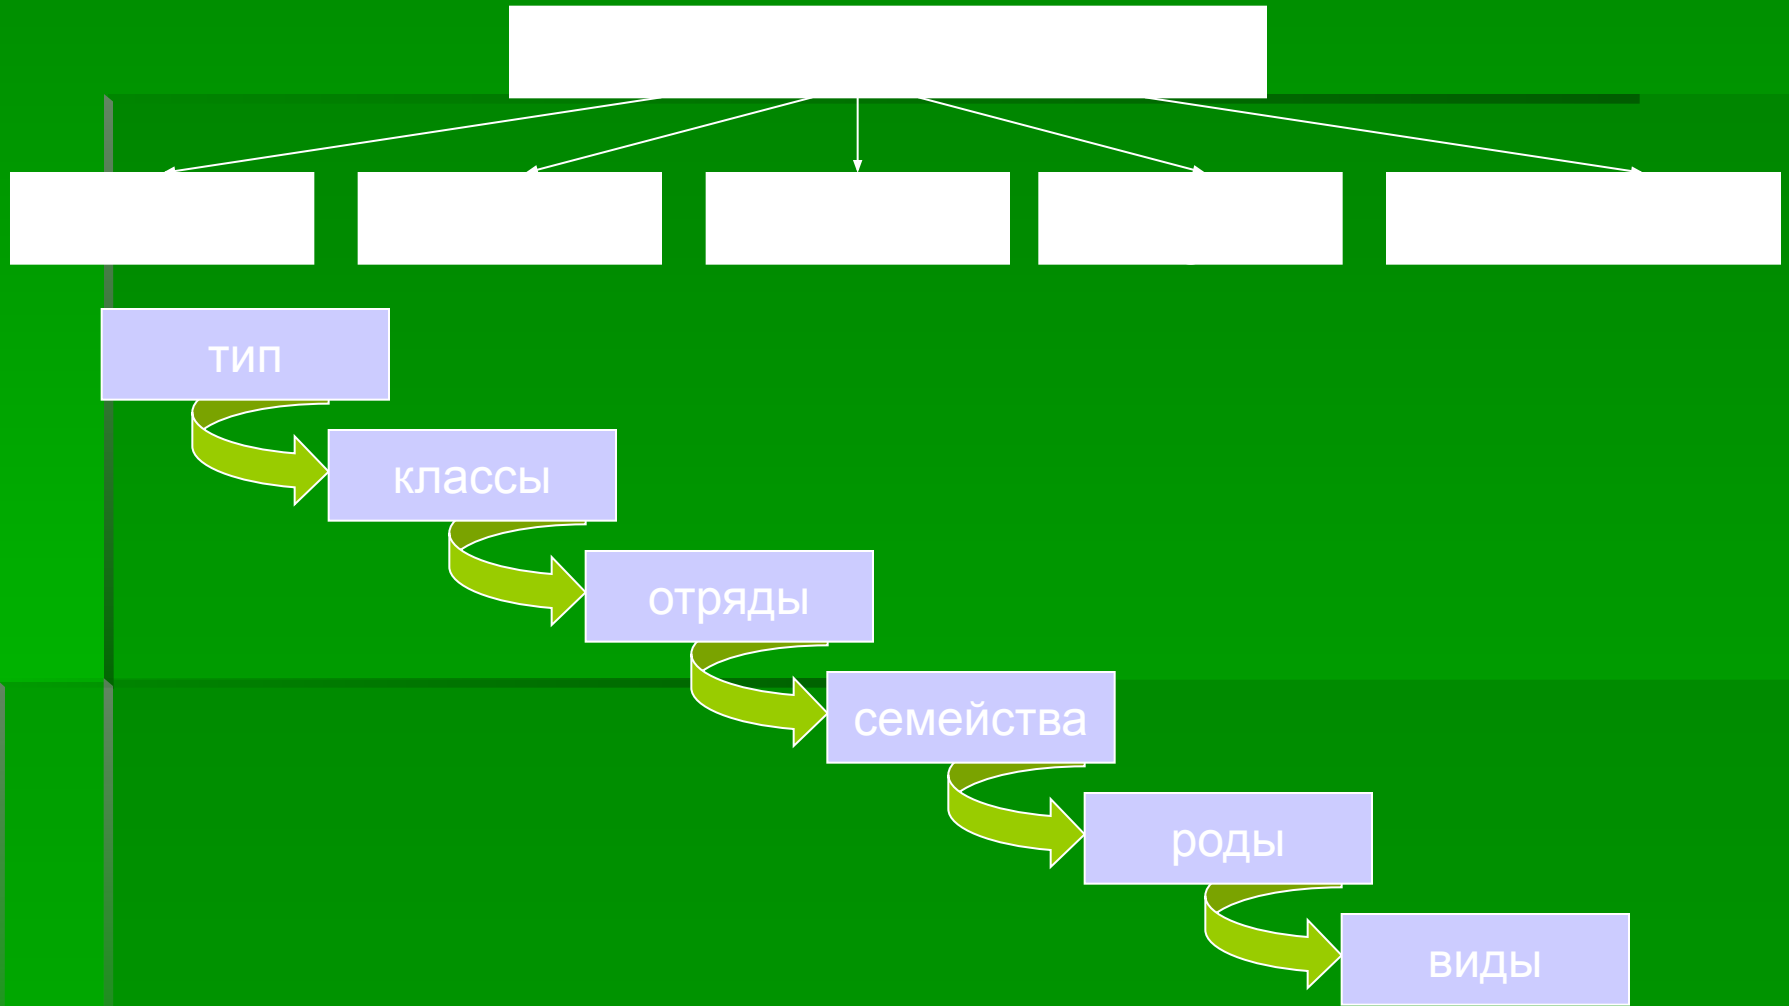 тип
классы
отряды
семейства
роды
виды